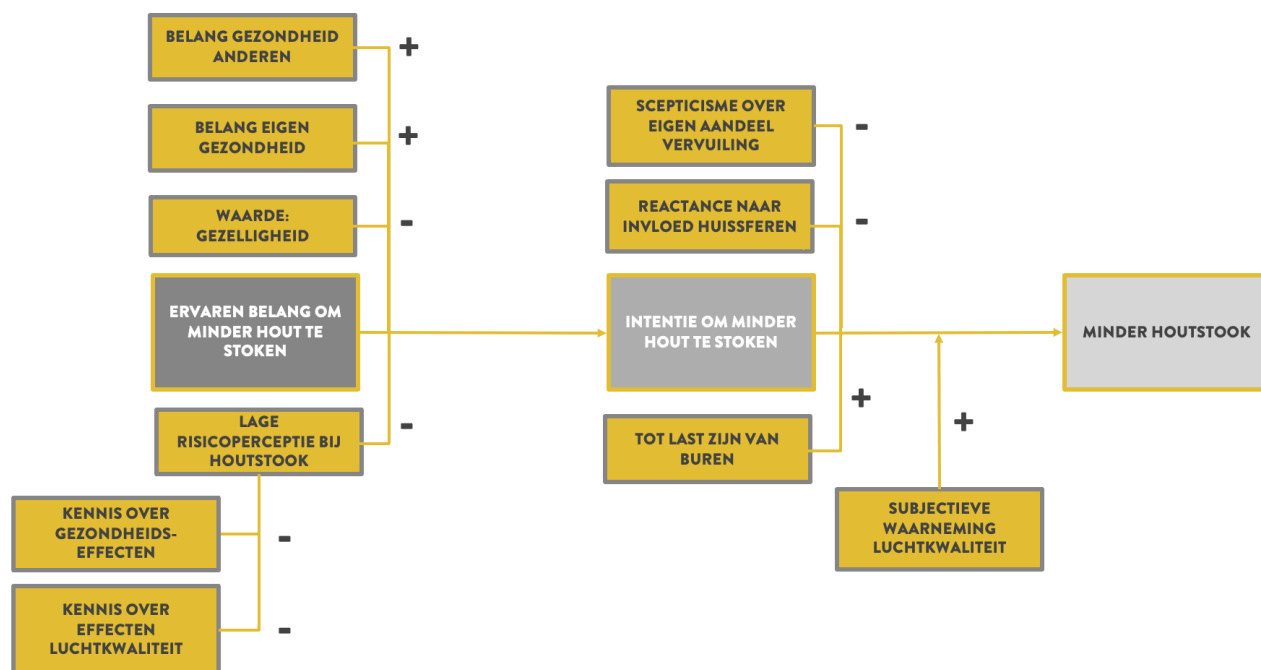 BELANG GEZONDHEID
ANDEREN
+
BELANG EIGEN
GEZONDHEID
+
WAARDE:
GEZELLIGHEID
-
ERVAREN BELANG OM
MINDER HOUT TE
STOKEN
LAGE
RISICOPERCEPTIE BIJ
HOUTSTOOK
-
KENNIS OVER
GEZONDHEIDS-
EFFECTEN
-
KENNIS OVER
EFFECTEN
LUCHTKWALITEIT
-
SCEPTICISME OVER
EIGEN AANDEEL
VERVUILING
-
REACTANCE NAAR
INVLOED HUISSFEREN
-
INTENTIE OM MINDER
HOUT TE STOKEN
TOT LAST ZIJN VAN
BUREN
+
SUBJECTIEVE
WAARNEMING
LUCHTKWALITEIT
+
MINDER HOUTSTOOK